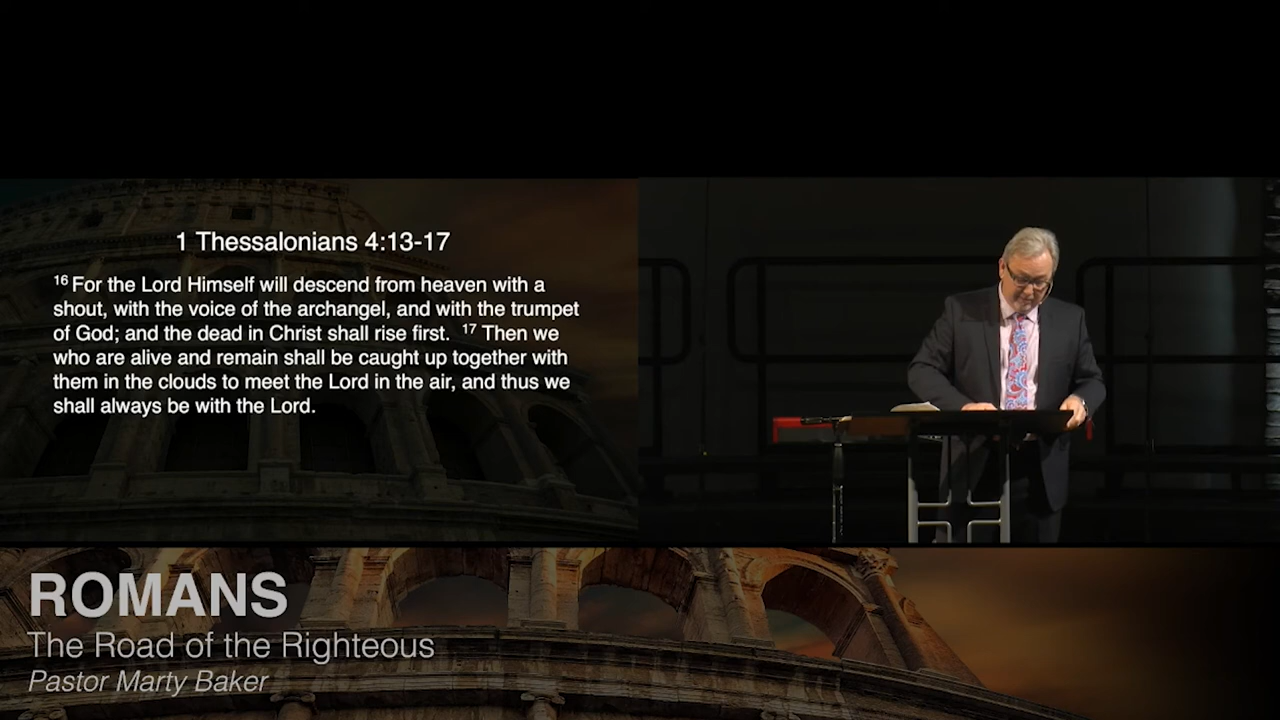 1 Thessalonians 4:13-17
16 For the Lord Himself will descend from heaven with a
shout, with the voice of the archangel, and with the trumpet
of God; and the dead in Christ shall rise first. 17 Then we
who are alive and remain shall be caught up together with
them in the clouds to meet the Lord in the air, and thus we
shall always be with the Lord.
ROMANS
The Road of the Righteous
Pastor Marty Baker